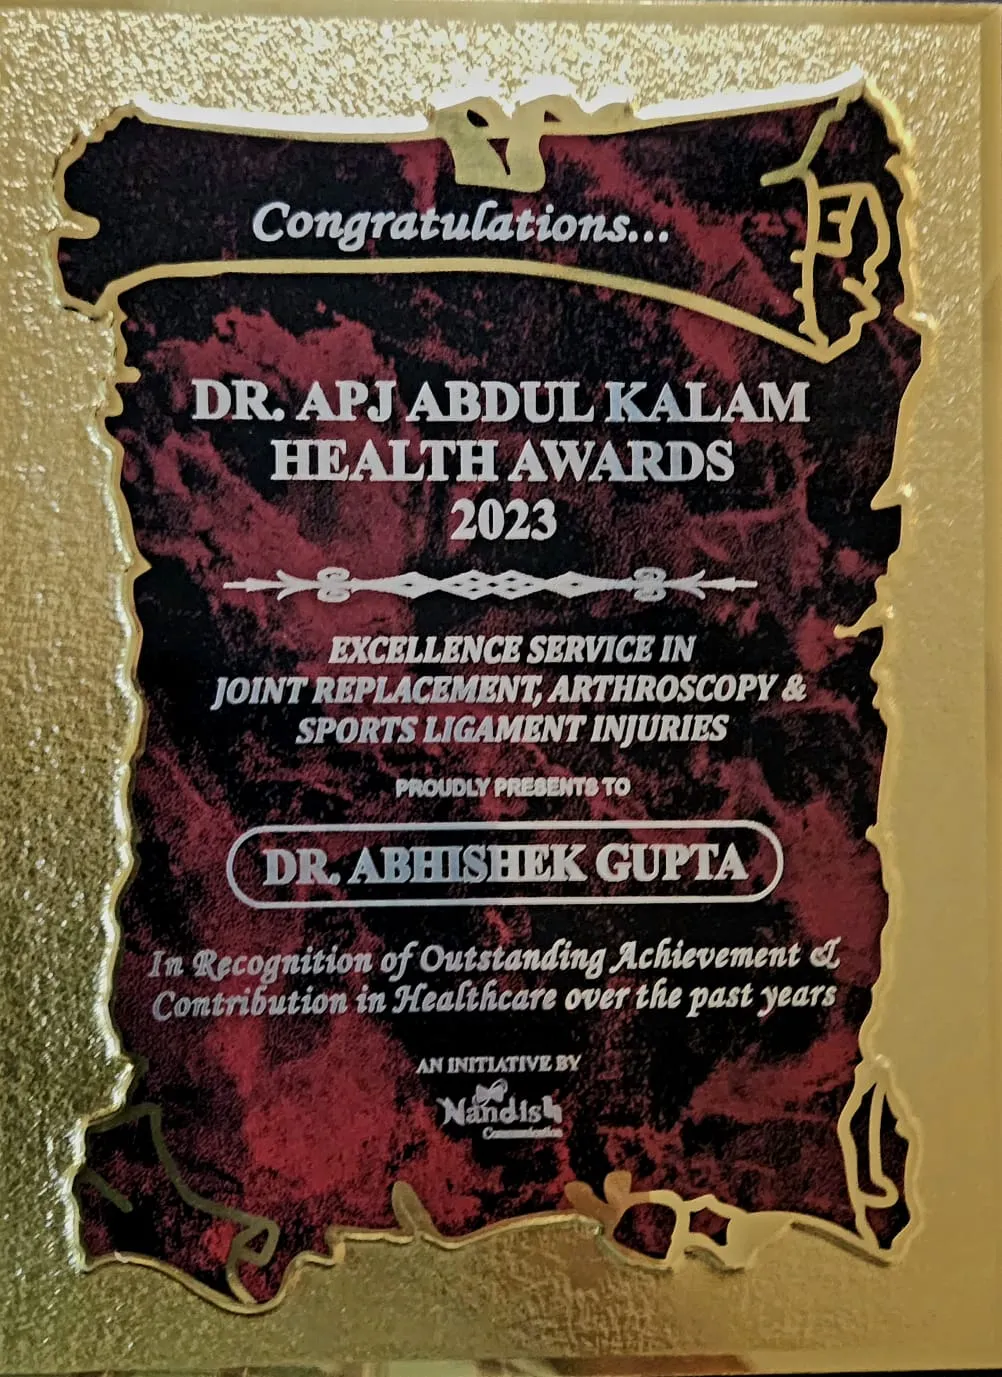 Congratulations...
DR. APJ ABDUL KALAM
HEALTH AWARDS
2023
EXCELLENCE SERVICE IN
JOINT REPLACEMENT, ARTHROSCOPY &
SPORTS LIGAMENT INJURIES
PROUDLY PRESENTS TO
DR. ABHISHEK GUPTA
In Recognition of Outstanding Achievement &
Contribution in Healthcare over the past years
AN INITIATIVE BY
Nandish
Communication